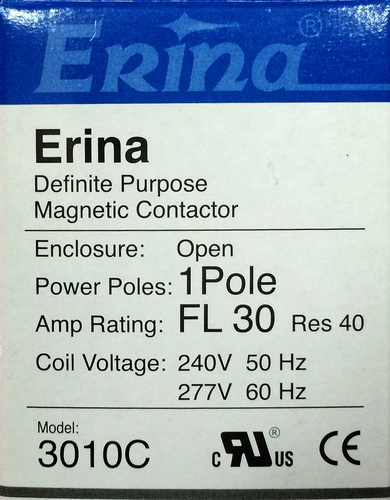 Erina®
Erina
Definite Purpose
Magnetic Contactor
Enclosure: Open
Power Poles: 1Pole
Amp Rating: FL 30 Res 40
Coil Voltage: 240V 50 Hz
277V 60 Hz
Model:
3010C
c RU® US CE